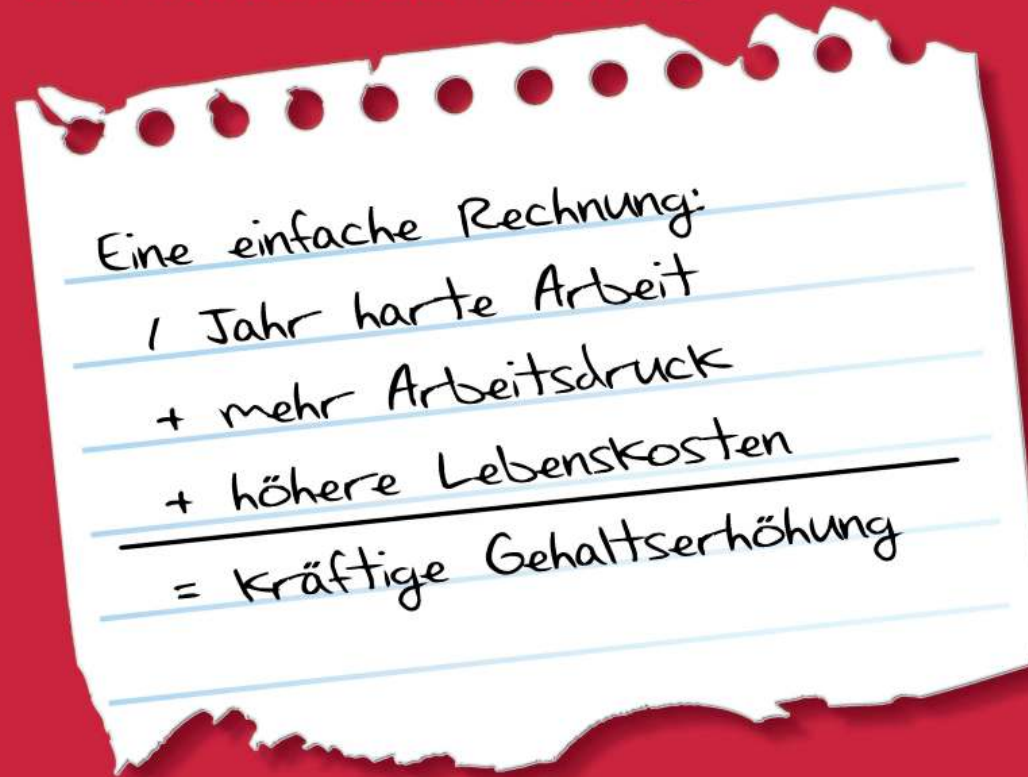 Eine einfache Rechnung:
1 Jahr harte Arbeit
+ mehr Arbeitsdruck
+ höhere Lebenskosten
= kräftige Gehaltserhöhung